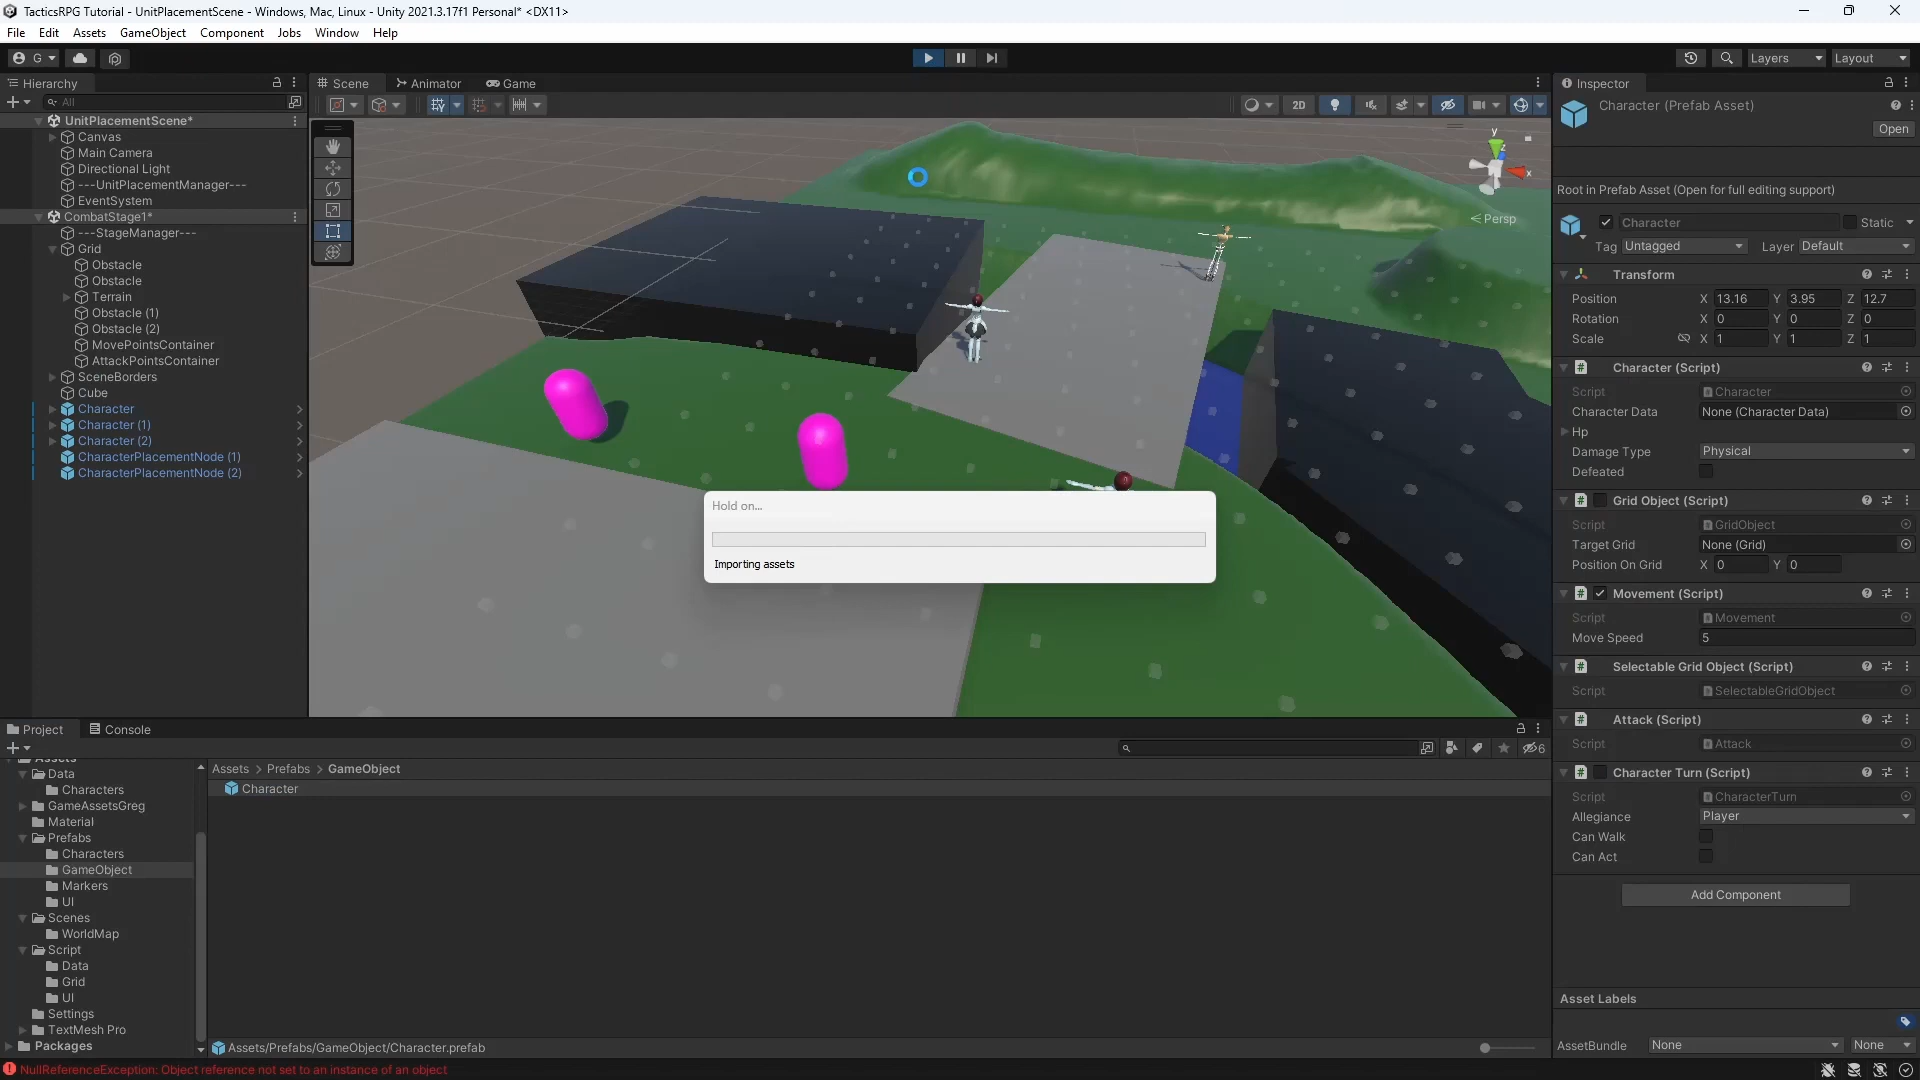 TacticsRPG Tutorial - UnitPlacementScene - Windows, Mac, Linux - Unity 2021.3.17f1 Personal* <DX11>
File Edit Assets GameObject Component Jobs Window Help
G Layers Layout
Hierarchy
All
UnitPlacementScene*
Canvas
Main Camera
Directional Light
---UnitPlacementManager---
EventSystem
CombatStage1*
---StageManager---
Grid
Obstacle
Obstacle
Terrain
Obstacle (1)
Obstacle (2)
MovePointsContainer
AttackPointsContainer
SceneBorders
Cube
Character
Character (1)
Character (2)
CharacterPlacementNode (1)
CharacterPlacementNode (2)
Scene Animator Game
2D
y
z
x
Persp
Hold on...
Importing assets
Inspector
Character (Prefab Asset)
Open
Root in Prefab Asset (Open for full editing support)
Character Static
Tag Untagged Layer Default
Transform
Position X 13.16 Y 3.95 Z 12.7
Rotation X 0 Y 0 Z 0
Scale X 1 Y 1 Z 1
Character (Script)
Script Character
Character Data None (Character Data)
Hp
Damage Type Physical
Defeated
Grid Object (Script)
Script GridObject
Target Grid None (Grid)
Position On Grid X 0 Y 0
Movement (Script)
Script Movement
Move Speed 5
Selectable Grid Object (Script)
Script SelectableGridObject
Attack (Script)
Script Attack
Character Turn (Script)
Script CharacterTurn
Allegiance Player
Can Walk
Can Act
Add Component
Asset Labels
AssetBundle None None
Project Console
6
Assets
Data
Characters
GameAssetsGreg
Material
Prefabs
Characters
GameObject
Markers
UI
Scenes
WorldMap
Script
Data
Grid
UI
Settings
TextMesh Pro
Packages
Assets > Prefabs > GameObject
Character
Assets/Prefabs/GameObject/Character.prefab
NullReferenceException: Object reference not set to an instance of an object